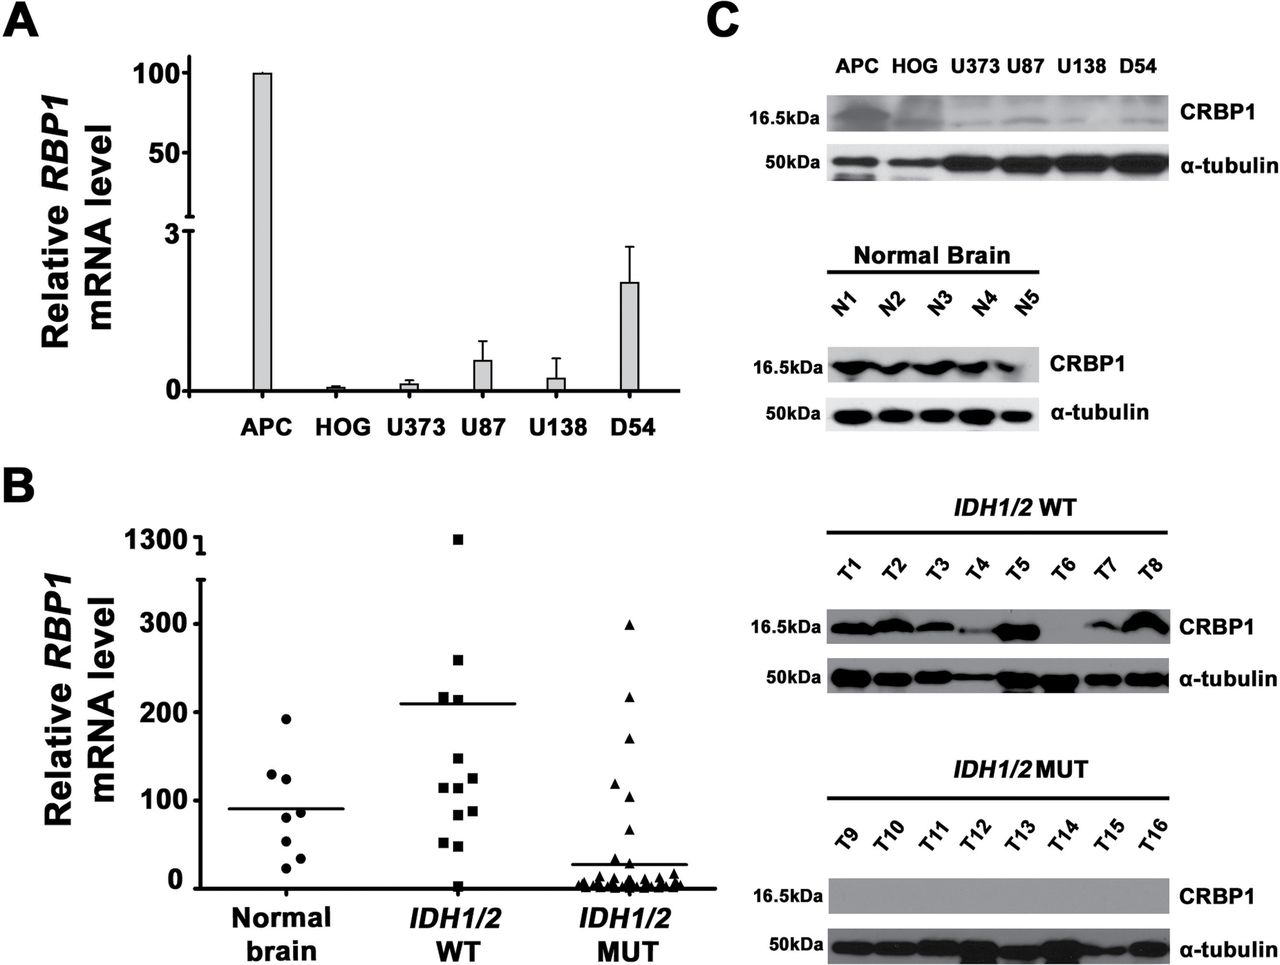 A
Relative RBP1
mRNA level
100
50
3
0
APC HOG U373 U87 U138 D54
B
Relative RBP1
mRNA level
1300
300
200
100
0
Normal
brain
IDH1/2
WT
IDH1/2
MUT
C
APC HOG U373 U87 U138 D54
16.5kDa CRBP1
50kDa α-tubulin
Normal Brain
N1 N2 N3 N4 N5
16.5kDa CRBP1
50kDa α-tubulin
IDH1/2 WT
T1 T2 T3 T4 T5 T6 T7 T8
16.5kDa CRBP1
50kDa α-tubulin
IDH1/2 MUT
T9 T10 T11 T12 T13 T14 T15 T16
16.5kDa CRBP1
50kDa α-tubulin